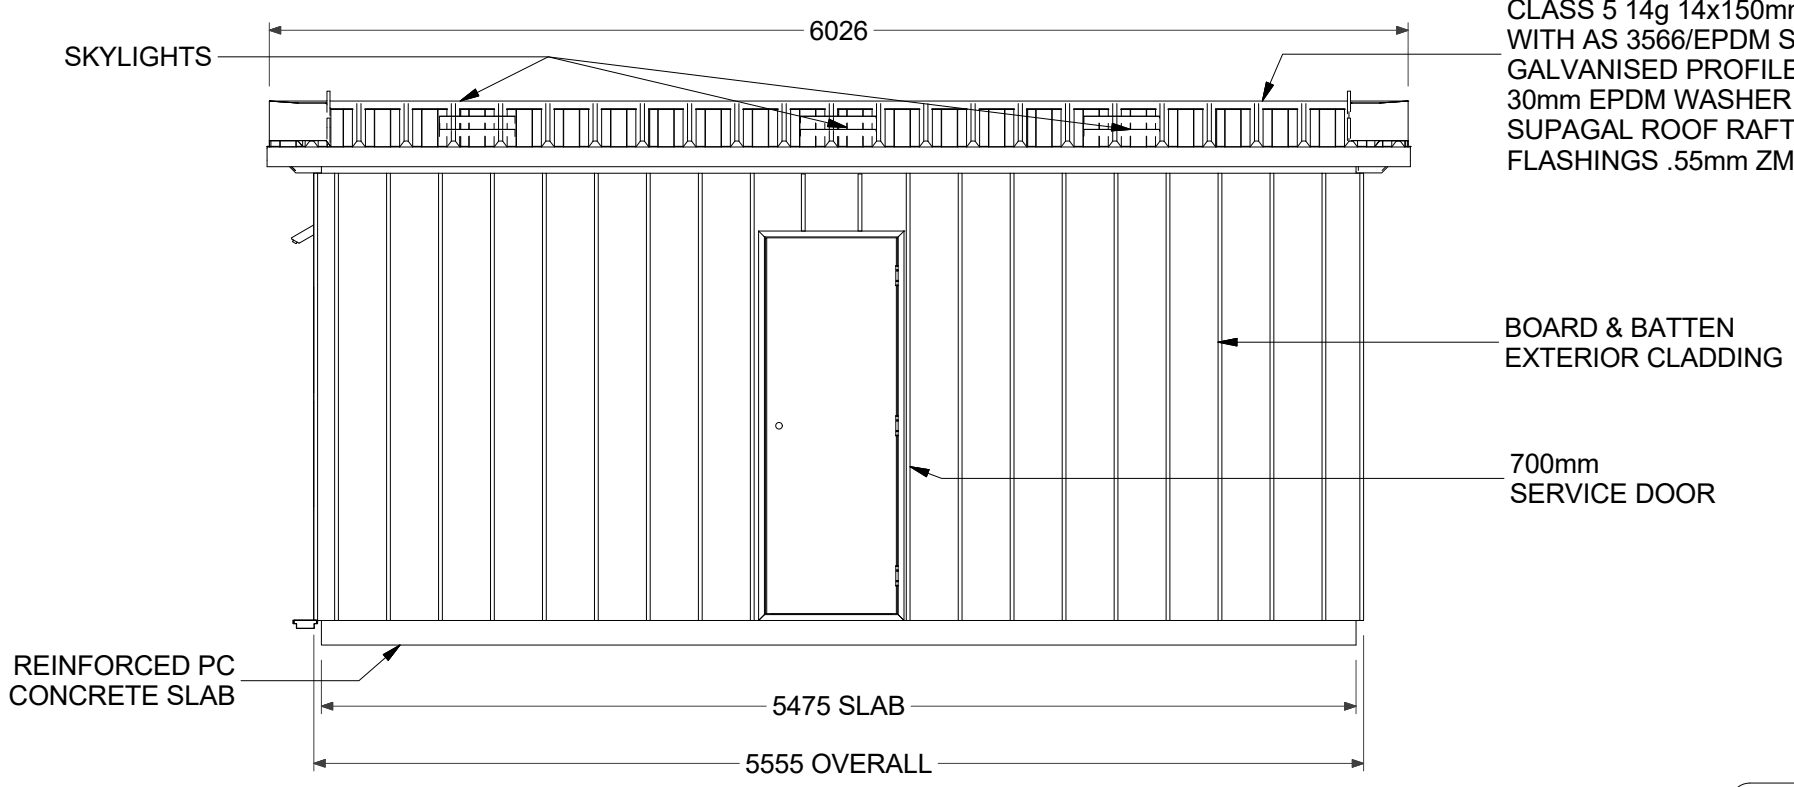 6026
SKYLIGHTS
CLASS 5 14g 14x150mm
WITH AS 3566/EPDM S
GALVANISED PROFILE
30mm EPDM WASHER
SUPAGAL ROOF RAFT
FLASHINGS .55mm ZM
BOARD & BATTEN
EXTERIOR CLADDING
700mm
SERVICE DOOR
REINFORCED PC
CONCRETE SLAB
5475 SLAB
5555 OVERALL